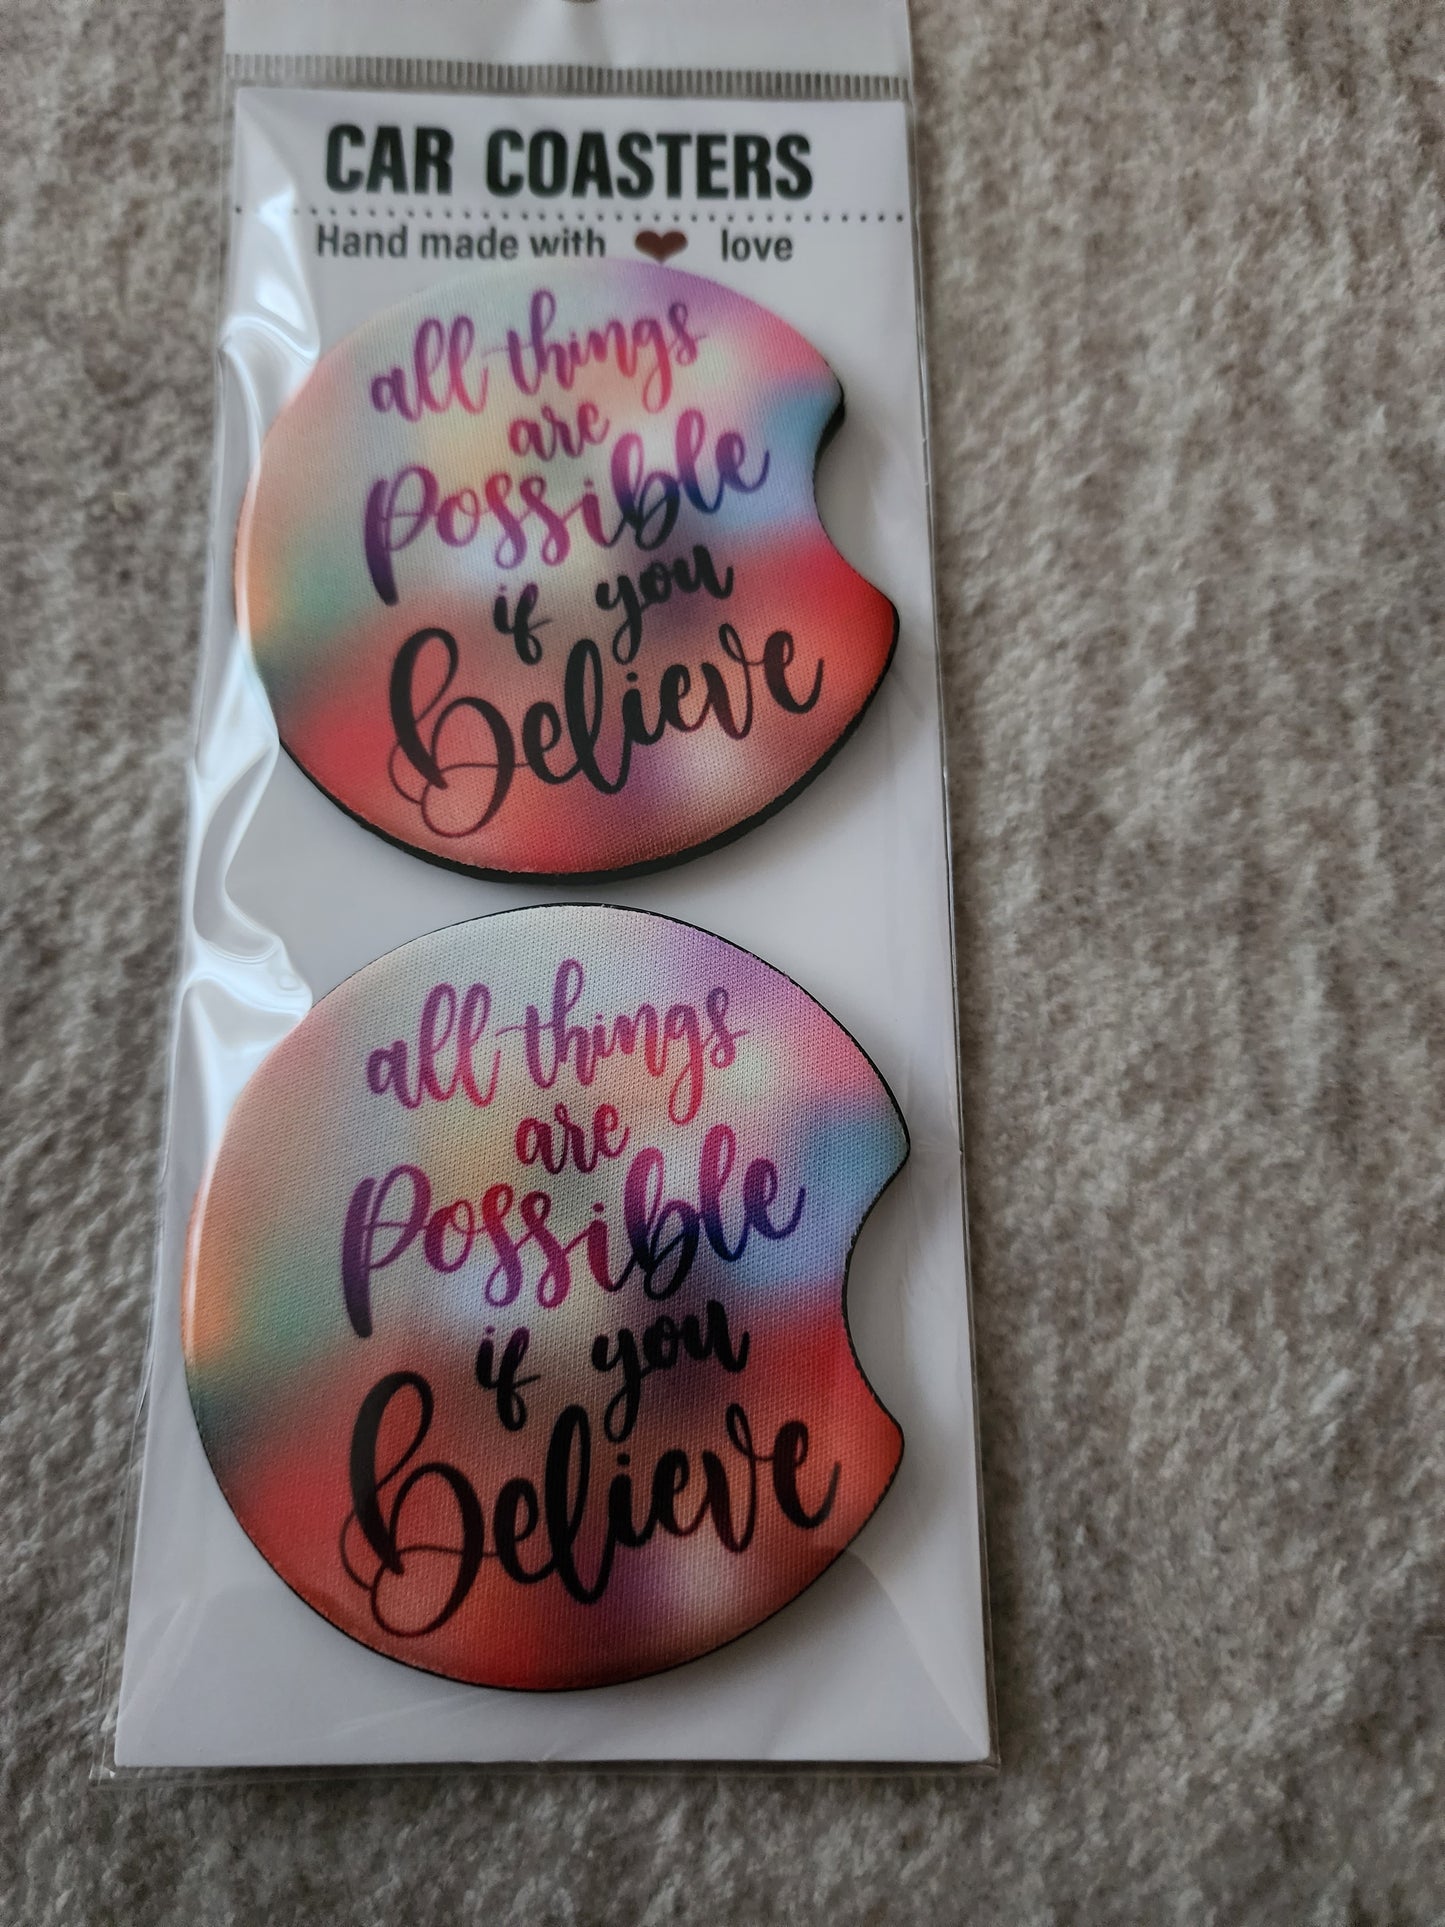 CAR COASTERS
Hand made with ❤ love
all things
are
Possible
if you
Believe
all things
are
Possible
if you
Believe